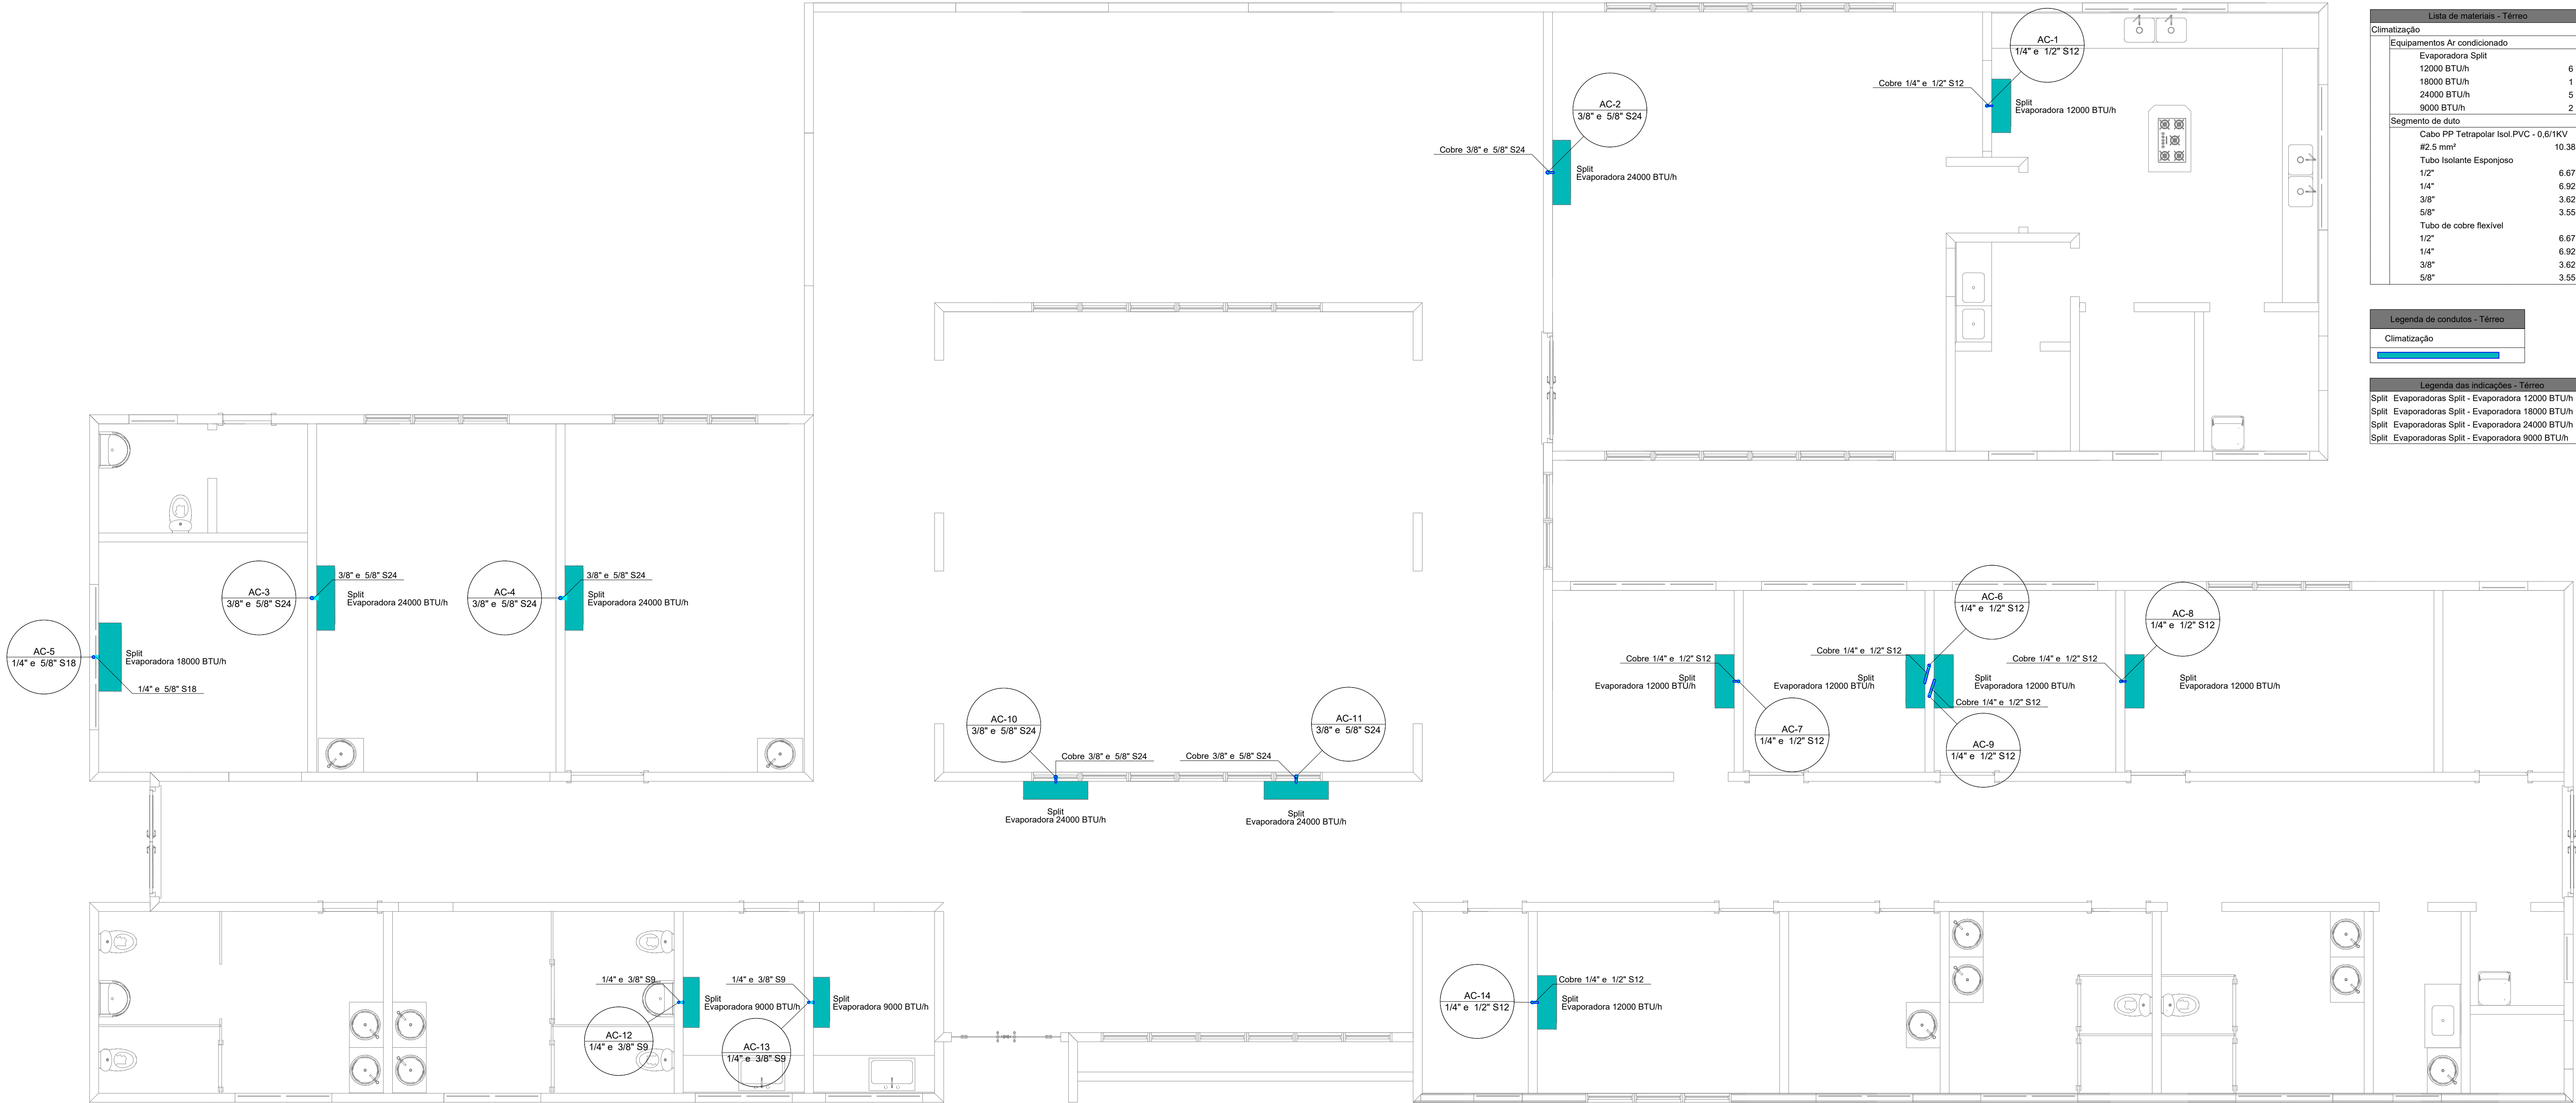 AC-1
1/4" e 1/2" S12
Cobre 1/4" e 1/2" S12
Split
Evaporadora 12000 BTU/h
AC-2
3/8" e 5/8" S24
Cobre 3/8" e 5/8" S24
Split
Evaporadora 24000 BTU/h
Lista de materiais - Térreo
Climatização
Equipamentos Ar condicionado
Evaporadora Split
12000 BTU/h 6
18000 BTU/h 1
24000 BTU/h 5
9000 BTU/h 2
Segmento de duto
Cabo PP Tetrapolar Isol.PVC - 0,6/1KV
#2.5 mm² 10.38
Tubo Isolante Esponjoso
1/2" 6.67
1/4" 6.92
3/8" 3.62
5/8" 3.55
Tubo de cobre flexível
1/2" 6.67
1/4" 6.92
3/8" 3.62
5/8" 3.55
Legenda de condutos - Térreo
Climatização
Legenda das indicações - Térreo
Split Evaporadoras Split - Evaporadora 12000 BTU/h
Split Evaporadoras Split - Evaporadora 18000 BTU/h
Split Evaporadoras Split - Evaporadora 24000 BTU/h
Split Evaporadoras Split - Evaporadora 9000 BTU/h
AC-3
3/8" e 5/8" S24
3/8" e 5/8" S24
Split
Evaporadora 24000 BTU/h
AC-4
3/8" e 5/8" S24
3/8" e 5/8" S24
Split
Evaporadora 24000 BTU/h
AC-5
1/4" e 5/8" S18
Split
Evaporadora 18000 BTU/h
1/4" e 5/8" S18
AC-10
3/8" e 5/8" S24
Cobre 3/8" e 5/8" S24
Split
Evaporadora 24000 BTU/h
AC-11
3/8" e 5/8" S24
Cobre 3/8" e 5/8" S24
Split
Evaporadora 24000 BTU/h
Cobre 1/4" e 1/2" S12
Split
Evaporadora 12000 BTU/h
AC-7
1/4" e 1/2" S12
AC-6
1/4" e 1/2" S12
Cobre 1/4" e 1/2" S12
Split
Evaporadora 12000 BTU/h
Split
Evaporadora 12000 BTU/h
Cobre 1/4" e 1/2" S12
AC-9
1/4" e 1/2" S12
AC-8
1/4" e 1/2" S12
Cobre 1/4" e 1/2" S12
Split
Evaporadora 12000 BTU/h
1/4" e 3/8" S9
Split
Evaporadora 9000 BTU/h
AC-12
1/4" e 3/8" S9
1/4" e 3/8" S9
Split
Evaporadora 9000 BTU/h
AC-13
1/4" e 3/8" S9
AC-14
1/4" e 1/2" S12
Cobre 1/4" e 1/2" S12
Split
Evaporadora 12000 BTU/h